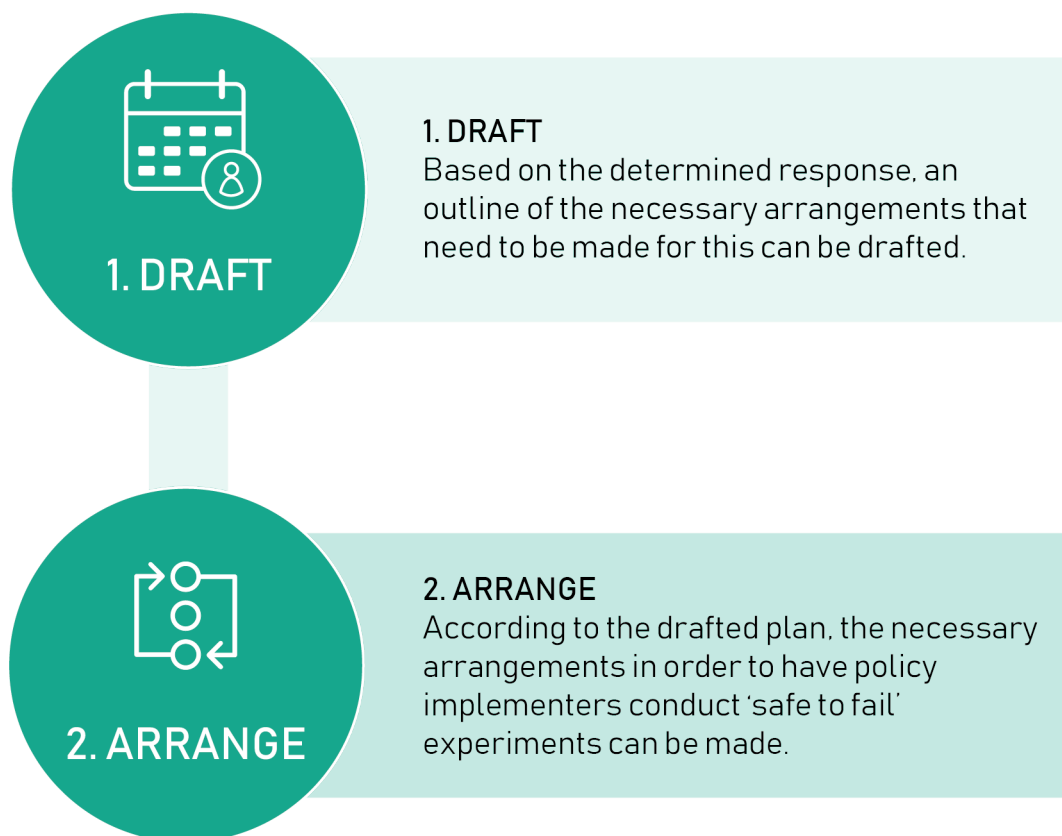 1. DRAFT
1. DRAFT
Based on the determined response, an
outline of the necessary arrangements that
need to be made for this can be drafted.
2. ARRANGE
2. ARRANGE
According to the drafted plan, the necessary
arrangements in order to have policy
implementers conduct ‘safe to fail’
experiments can be made.